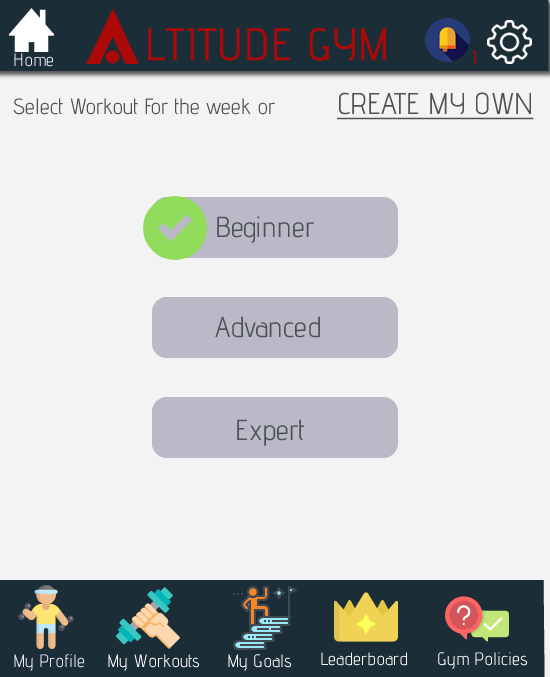 Home
ALTITUDE GYM
1
Select Workout For the week or
CREATE MY OWN
Beginner
Advanced
Expert
My Profile
My Workouts
My Goals
Leaderboard
Gym Policies